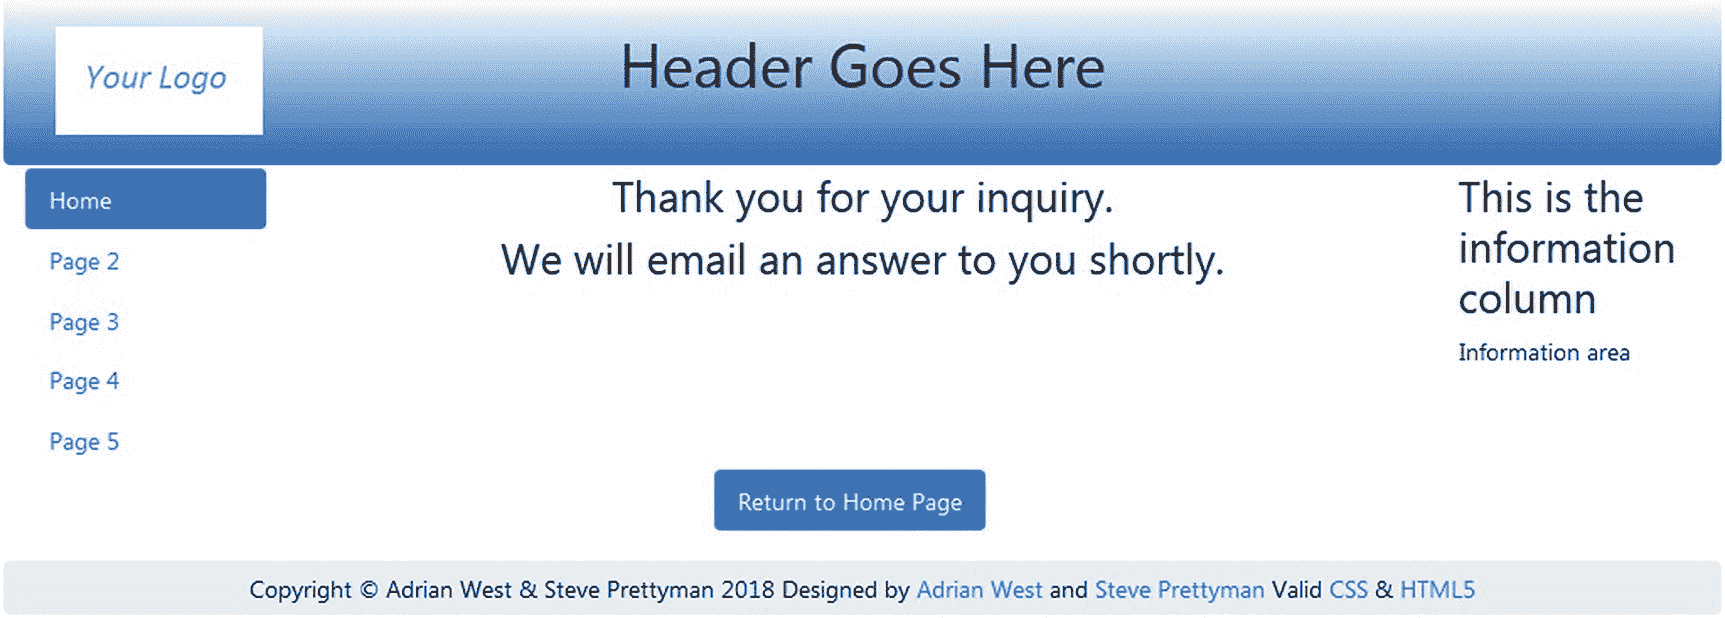 Your Logo
Header Goes Here
Home
Page 2
Page 3
Page 4
Page 5
Thank you for your inquiry.
We will email an answer to you shortly.
Return to Home Page
This is the
information
column
Information area
Copyright © Adrian West & Steve Prettyman 2018 Designed by Adrian West and Steve Prettyman Valid CSS & HTML5